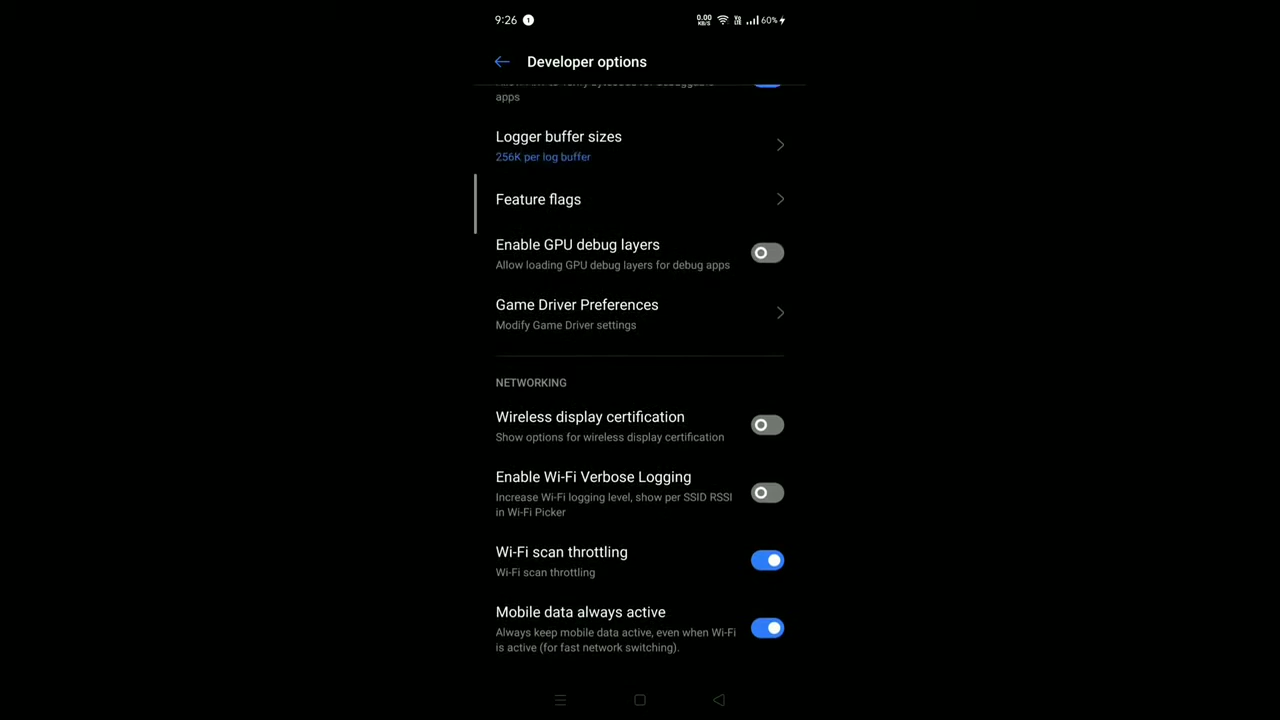 9:26 1 0.00 KB/S 60%
Developer options
apps
Logger buffer sizes
256K per log buffer
Feature flags
Enable GPU debug layers
Allow loading GPU debug layers for debug apps
Game Driver Preferences
Modify Game Driver settings
NETWORKING
Wireless display certification
Show options for wireless display certification
Enable Wi-Fi Verbose Logging
Increase Wi-Fi logging level, show per SSID RSSI
in Wi-Fi Picker
Wi-Fi scan throttling
Wi-Fi scan throttling
Mobile data always active
Always keep mobile data active, even when Wi-Fi
is active (for fast network switching).